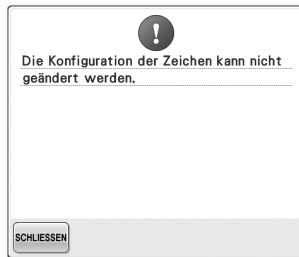 Die Konfiguration der Zeichen kann nicht
geändert werden.
SCHLIESSEN